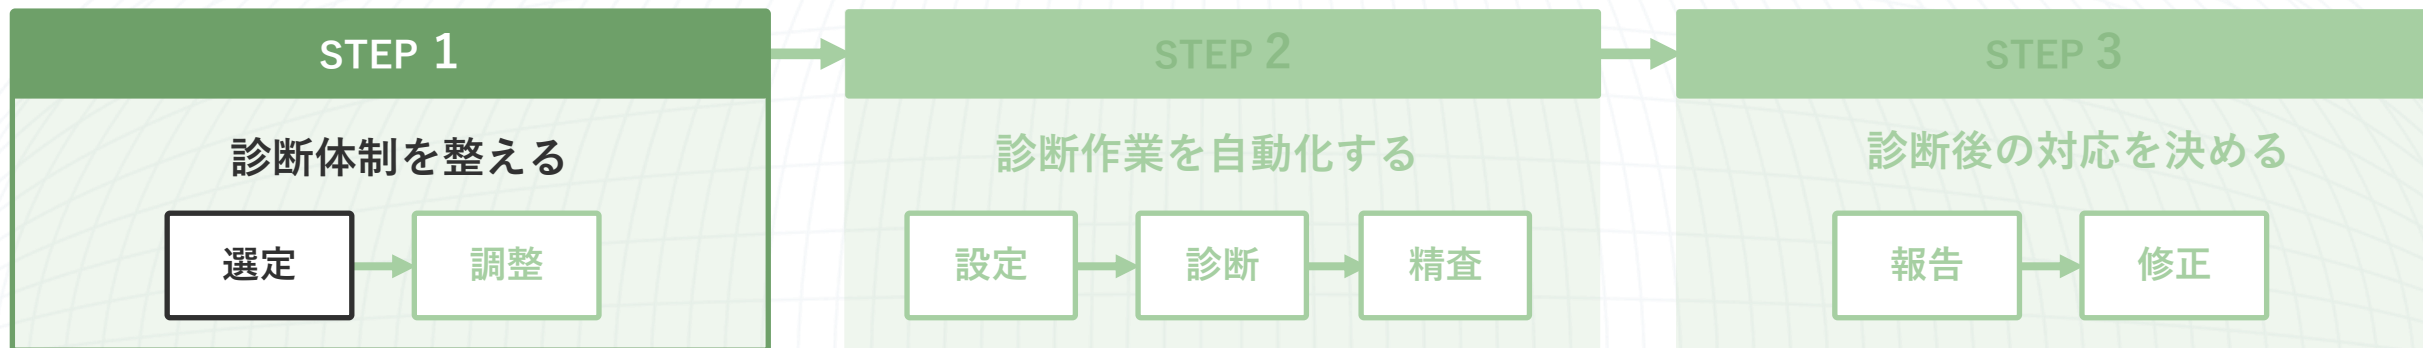 STEP 1
診断体制を整える
選定
調整
STEP 2
診断作業を自動化する
設定
診断
精査
STEP 3
診断後の対応を決める
報告
修正